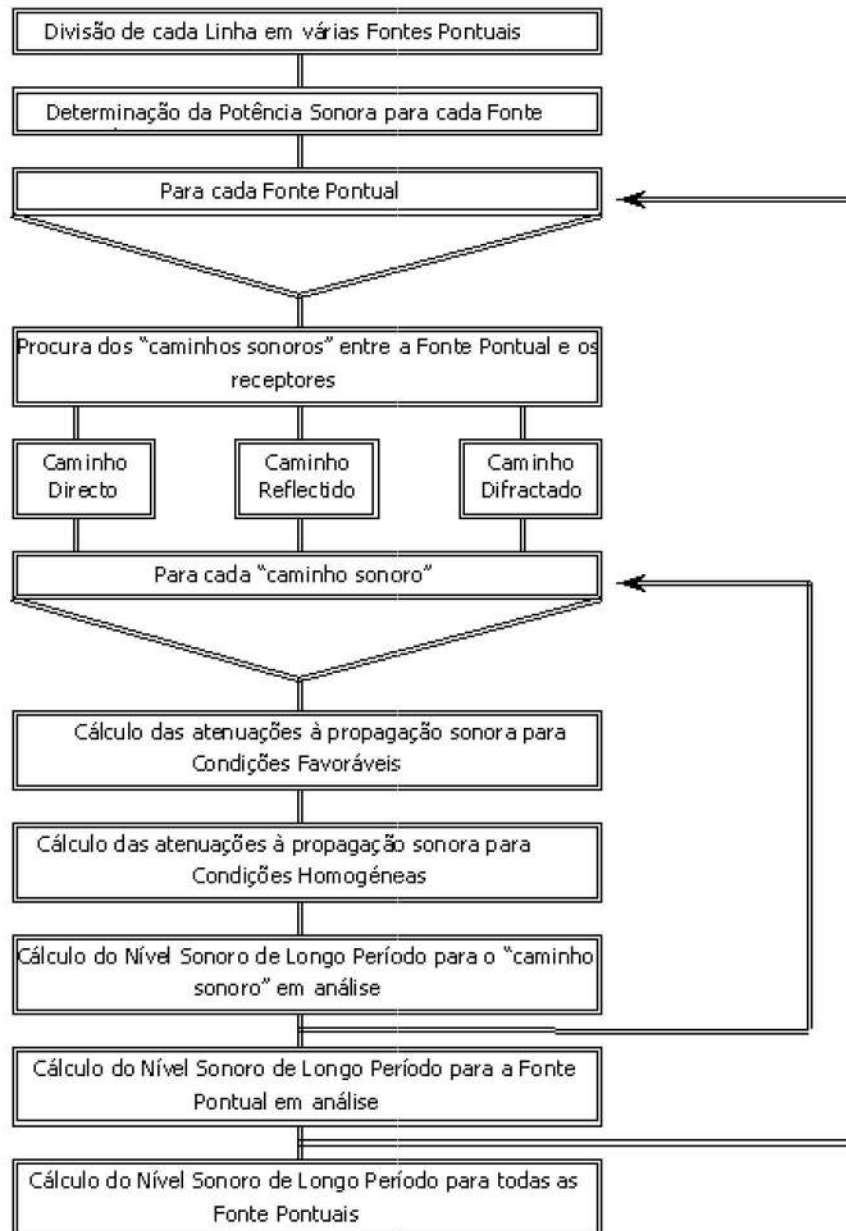 Divisão de cada Linha em várias Fontes Pontuais
Determinação da Potência Sonora para cada Fonte
Para cada Fonte Pontual
Procura dos “caminhos sonoros” entre a Fonte Pontual e os
receptores
Caminho
Directo
Caminho
Reflectido
Caminho
Difractado
Para cada “caminho sonoro”
Cálculo das atenuações à propagação sonora para
Condições Favoráveis
Cálculo das atenuações à propagação sonora para
Condições Homogéneas
Cálculo do Nível Sonoro de Longo Período para o “caminho
sonoro” em análise
Cálculo do Nível Sonoro de Longo Período para a Fonte
Pontual em análise
Cálculo do Nível Sonoro de Longo Período para todas as
Fonte Pontuais